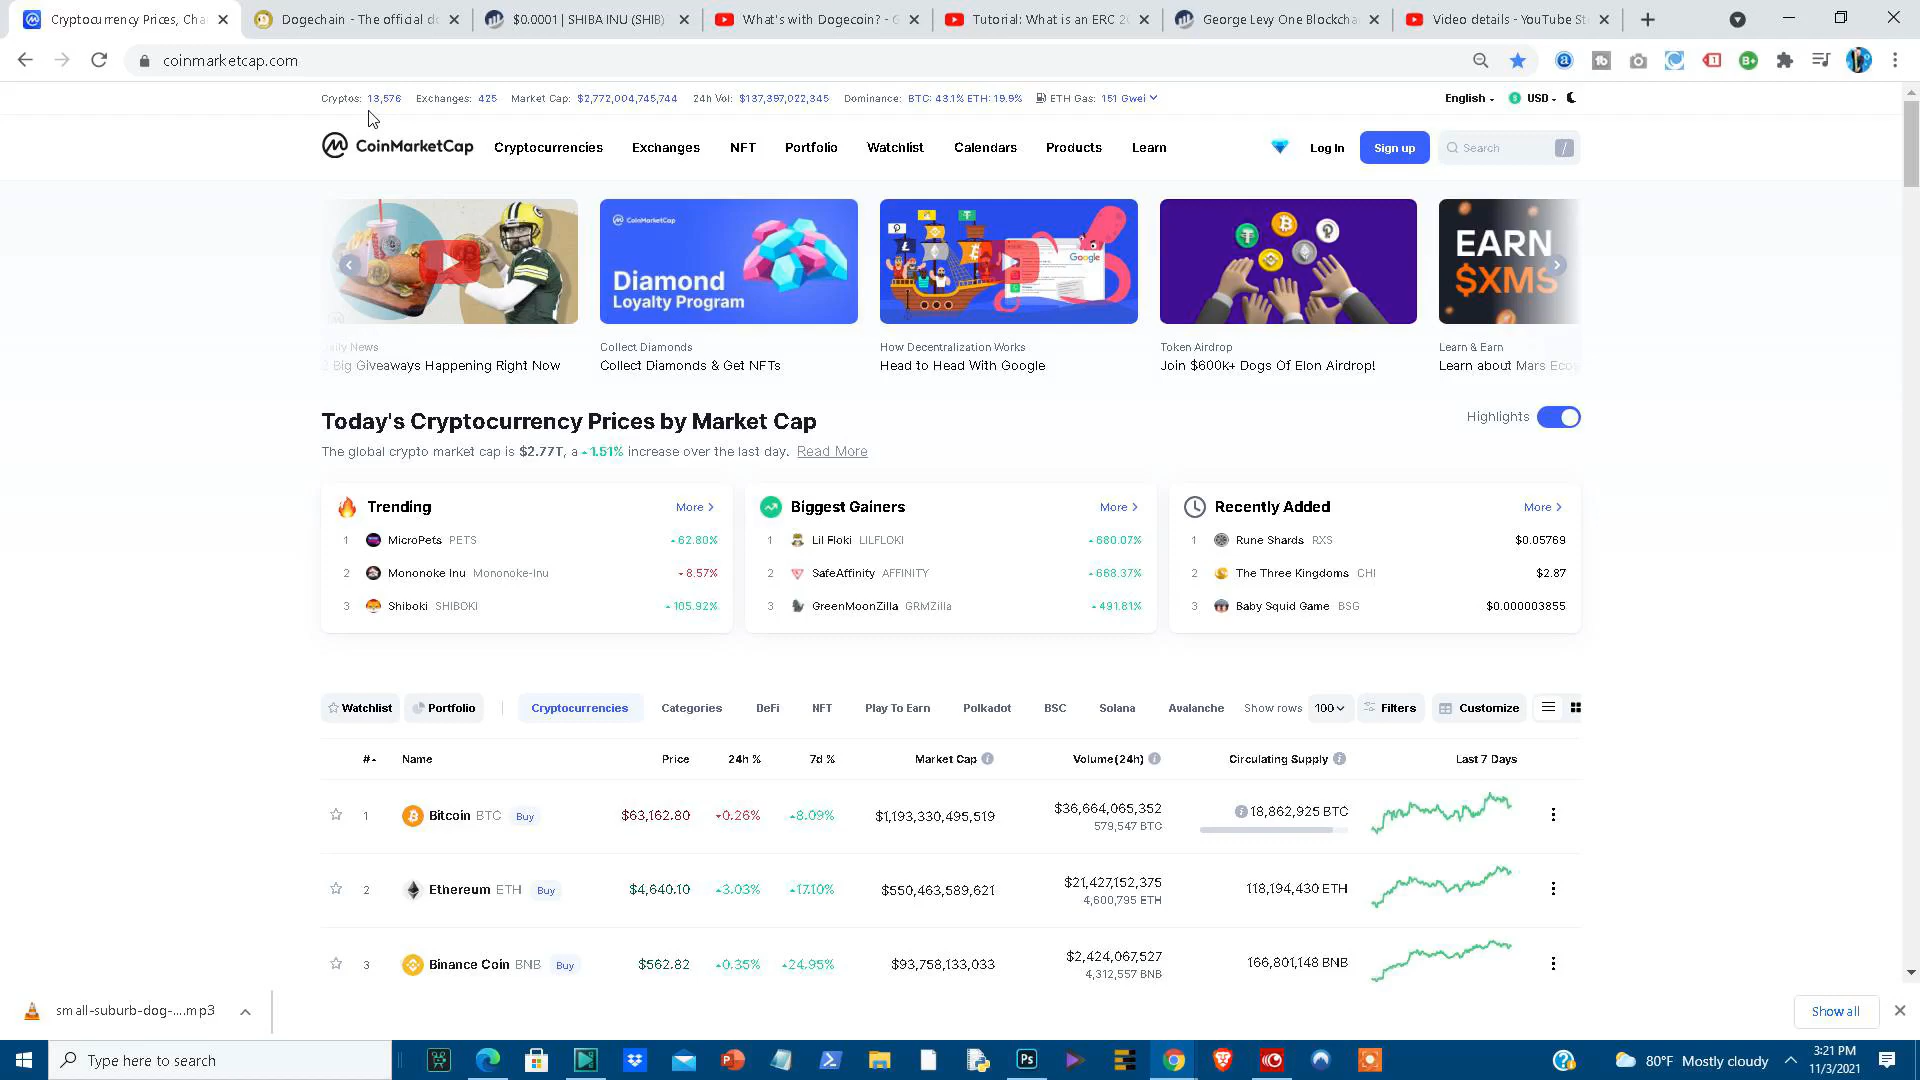 Cryptocurrency Prices, Cha
Dogechain - The official do
$0.0001 | SHIBA INU (SHIB)
What's with Dogecoin? - G
Tutorial: What is an ERC 20
George Levy One Blockcha
Video details - YouTube St
coinmarketcap.com
Cryptos: 13,576 Exchanges: 425 Market Cap: $2,772,004,745,744 24h Vol: $137,397,022,345 Dominance: BTC: 43.1% ETH: 19.9% ETH Gas: 151 Gwei
English USD
CoinMarketCap
Cryptocurrencies Exchanges NFT Portfolio Watchlist Calendars Products Learn
Log In Sign up Search /
CoinMarketCap
Diamond
Loyalty Program
Google
EARN
$XMS
Daily News
2 Big Giveaways Happening Right Now
Collect Diamonds
Collect Diamonds & Get NFTs
How Decentralization Works
Head to Head With Google
Token Airdrop
Join $600k+ Dogs Of Elon Airdrop!
Learn & Earn
Learn about Mars Ecos
Today's Cryptocurrency Prices by Market Cap
Highlights
The global crypto market cap is $2.77T, a 1.51% increase over the last day. Read More
Trending More
1 MicroPets PETS 62.80%
2 Mononoke Inu Mononoke-Inu 8.57%
3 Shiboki SHIBOKI 105.92%
Biggest Gainers More
1 Lil Floki LILFLOKI 680.07%
2 SafeAffinity AFFINITY 668.37%
3 GreenMoonZilla GRMZilla 491.81%
Recently Added More
1 Rune Shards RXS $0.05769
2 The Three Kingdoms CHI $2.87
3 Baby Squid Game BSG $0.000003855
Watchlist Portfolio Cryptocurrencies Categories DeFi NFT Play To Earn Polkadot BSC Solana Avalanche Show rows 100 Filters Customize
# Name Price 24h % 7d % Market Cap Volume(24h) Circulating Supply Last 7 Days
1 Bitcoin BTC Buy $63,162.80 0.26% 8.09% $1,193,330,495,519 $36,664,065,352 18,862,925 BTC
579,547 BTC
2 Ethereum ETH Buy $4,640.10 3.03% 17.10% $550,463,589,621 $21,427,152,375 118,194,430 ETH
4,600,795 ETH
3 Binance Coin BNB Buy $562.82 0.35% 24.95% $93,758,133,033 $2,424,067,527 166,801,148 BNB
4,312,557 BNB
small-suburb-dog-....mp3
Show all
Type here to search
Ps
80°F Mostly cloudy
3:21 PM
11/3/2021